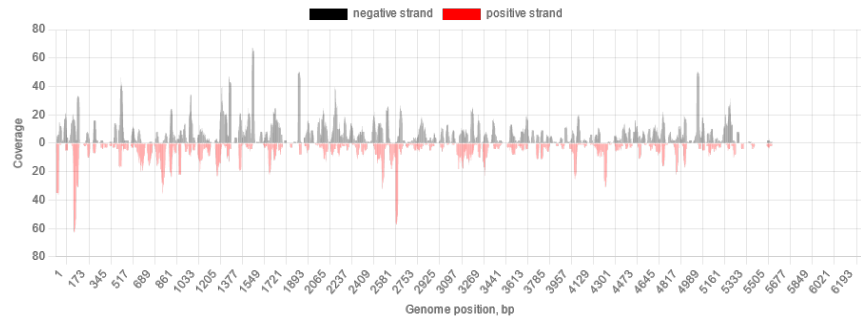 negative strand positive strand
80
60
40
20
0
20
40
60
80
Coverage
1 173 345 517 689 861 1033 1205 1377 1549 1721 1893 2065 2237 2409 2581 2753 2925 3097 3269 3441 3613 3785 3957 4129 4301 4473 4645 4817 4989 5161 5333 5505 5677 5849 6021 6193
Genome position, bp